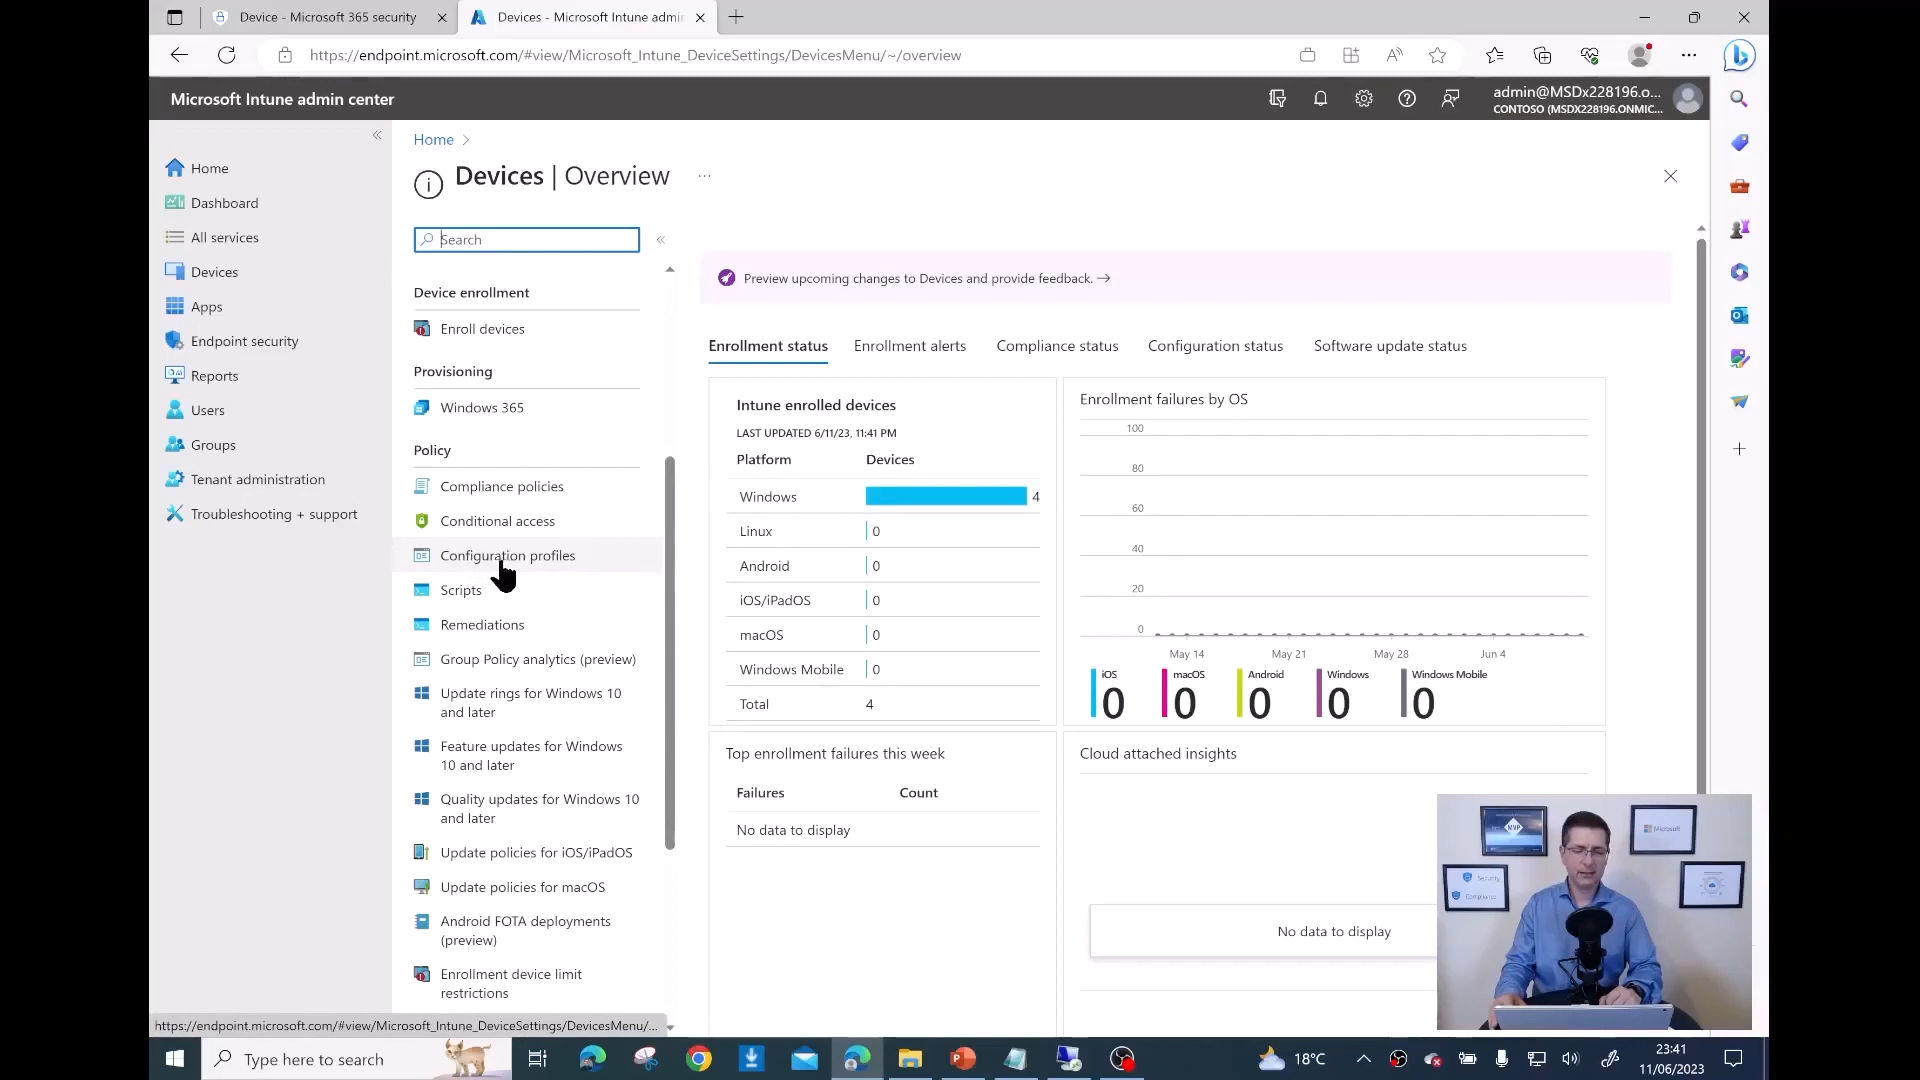 Device - Microsoft 365 security
Devices - Microsoft Intune admin
https://endpoint.microsoft.com/#view/Microsoft_Intune_DeviceSettings/DevicesMenu/~/overview
Microsoft Intune admin center
admin@MSDx228196.o...
CONTOSO (MSDX228196.ONMIC...
Home
Dashboard
All services
Devices
Apps
Endpoint security
Reports
Users
Groups
Tenant administration
Troubleshooting + support
Home >
Devices | Overview ...
Search
Device enrollment
Enroll devices
Provisioning
Windows 365
Policy
Compliance policies
Conditional access
Configuration profiles
Scripts
Remediations
Group Policy analytics (preview)
Update rings for Windows 10
and later
Feature updates for Windows
10 and later
Quality updates for Windows 10
and later
Update policies for iOS/iPadOS
Update policies for macOS
Android FOTA deployments
(preview)
Enrollment device limit
restrictions
https://endpoint.microsoft.com/#view/Microsoft_Intune_DeviceSettings/DevicesMenu/...
Preview upcoming changes to Devices and provide feedback. →
Enrollment status Enrollment alerts Compliance status Configuration status Software update status
Intune enrolled devices
LAST UPDATED 6/11/23, 11:41 PM
Platform Devices
Windows 4
Linux 0
Android 0
iOS/iPadOS 0
macOS 0
Windows Mobile 0
Total 4
Enrollment failures by OS
100
80
60
40
20
0
May 14 May 21 May 28 Jun 4
iOS macOS Android Windows Windows Mobile
0 0 0 0 0
Top enrollment failures this week
Failures Count
No data to display
Cloud attached insights
No data to display
MVP
Microsoft
Security
Compliance
Type here to search
18°C
23:41
11/06/2023